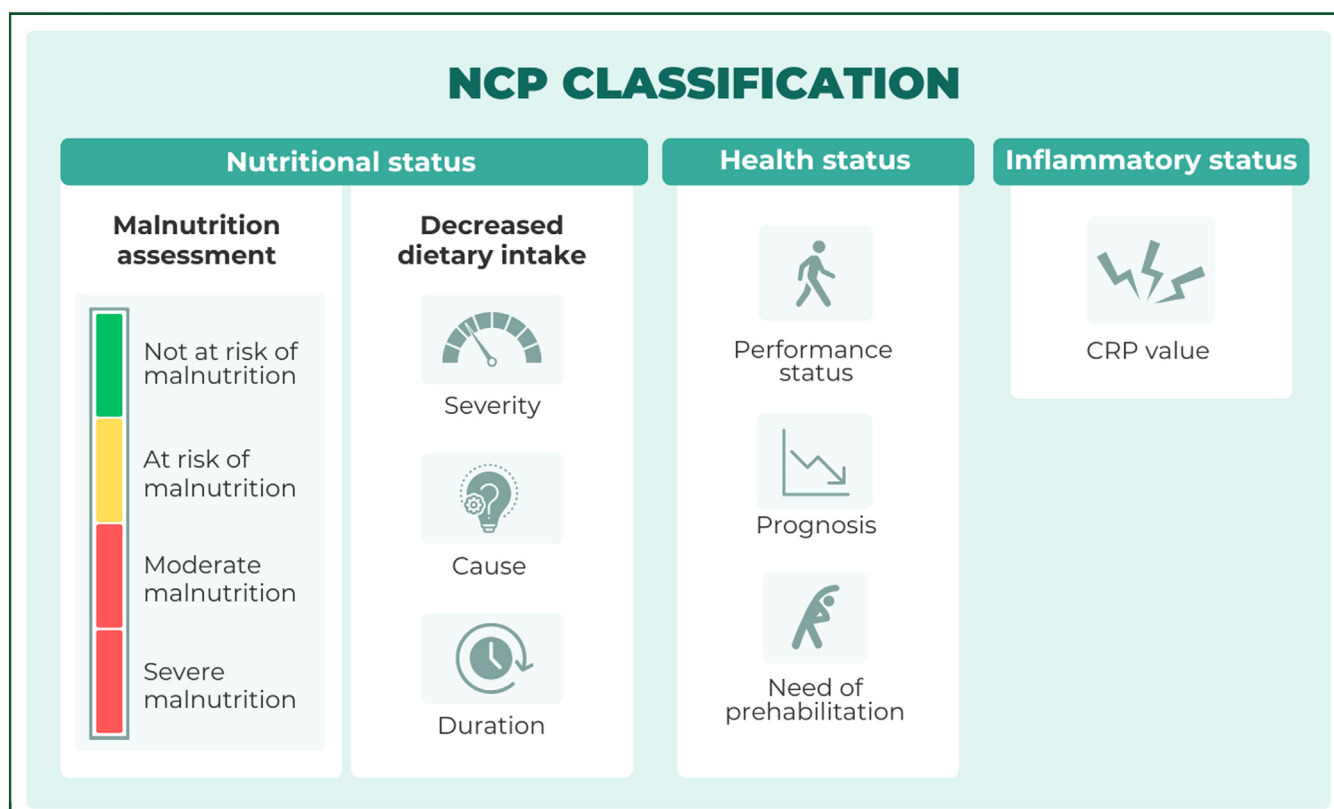 NCP CLASSIFICATION
Nutritional status
Malnutrition
assessment
Not at risk of
malnutrition
At risk of
malnutrition
Moderate
malnutrition
Severe
malnutrition
Decreased
dietary intake
Severity
Cause
Duration
Health status
Performance
status
Prognosis
Need of
prehabilitation
Inflammatory status
CRP value